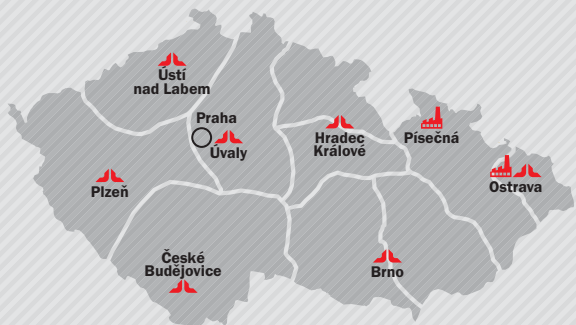 Ústí
nad Labem
Praha
Úvaly
Hradec
Králové
Písečná
Plzeň
Ostrava
České
Budějovice
Brno